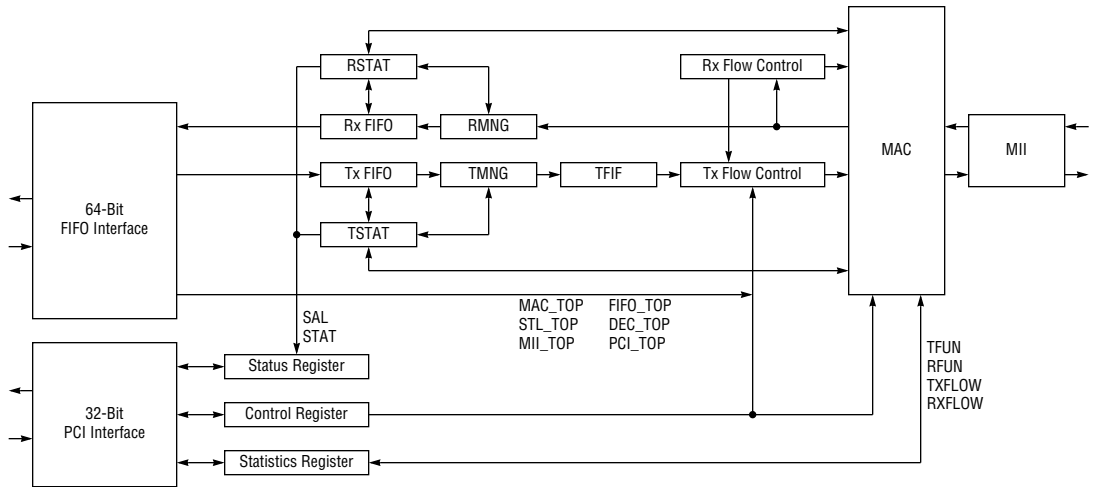 RSTAT
Rx Flow Control
Rx FIFO
RMNG
MAC
MII
Tx FIFO
TMNG
TFIF
Tx Flow Control
64-Bit
FIFO Interface
TSTAT
MAC_TOP FIFO_TOP
STL_TOP DEC_TOP
MII_TOP PCI_TOP
SAL
STAT
Status Register
TFUN
RFUN
TXFLOW
RXFLOW
32-Bit
PCI Interface
Control Register
Statistics Register